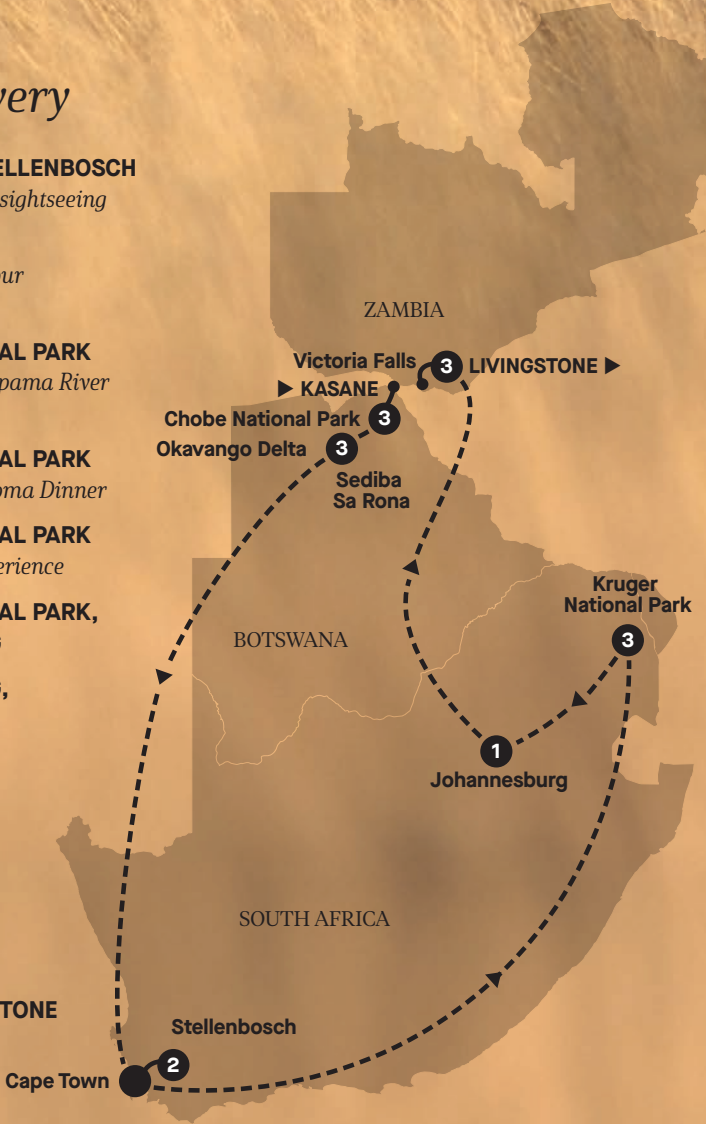 very
ELLENBOSCH
sightseeing
our
AL PARK
pama River
AL PARK
oma Dinner
AL PARK
erience
AL PARK,
G,
TONE
ZAMBIA
Victoria Falls
3
LIVINGSTONE ▶
▶ KASANE
Chobe National Park
3
Okavango Delta
3
Sediba
Sa Rona
Kruger
National Park
3
BOTSWANA
1
Johannesburg
SOUTH AFRICA
Stellenbosch
2
Cape Town